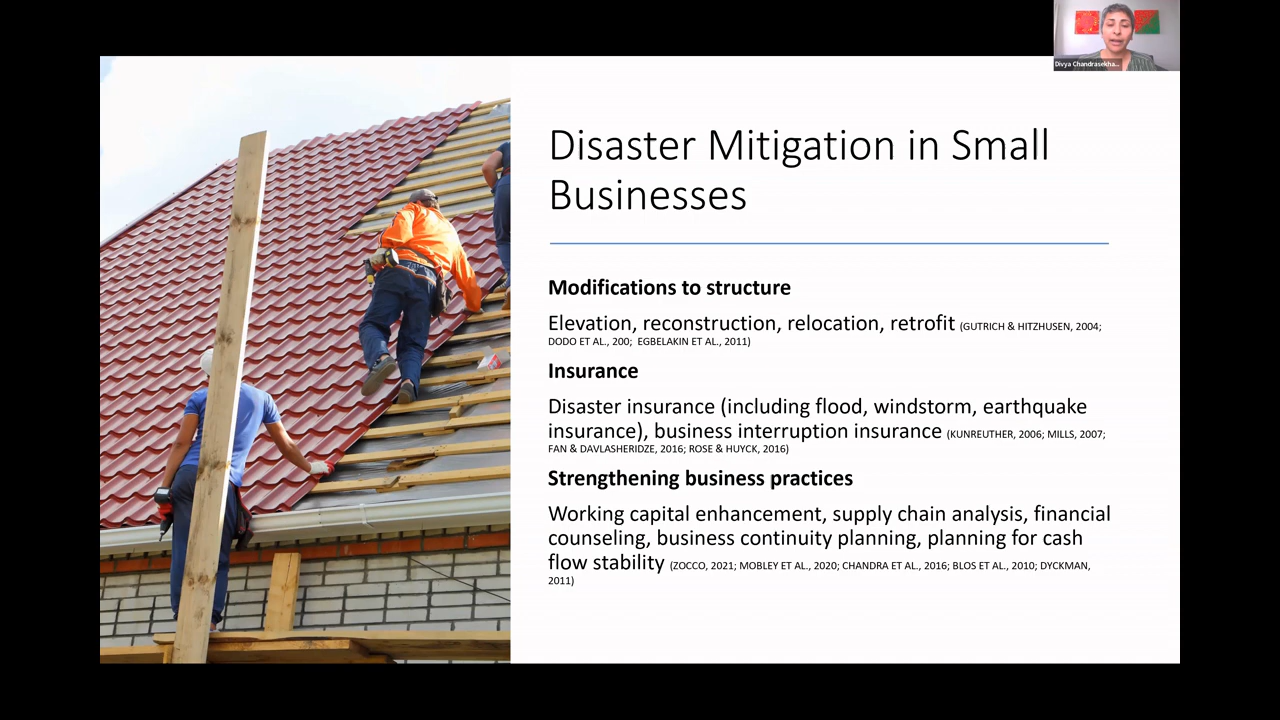 Divya Chandrasekha...
Disaster Mitigation in Small
Businesses
Modifications to structure
Elevation, reconstruction, relocation, retrofit (GUTRICH & HITZHUSEN, 2004;
DODO ET AL., 200; EGBELAKIN ET AL., 2011)
Insurance
Disaster insurance (including flood, windstorm, earthquake
insurance), business interruption insurance (KUNREUTHER, 2006; MILLS, 2007;
FAN & DAVLASHERIDZE, 2016; ROSE & HUYCK, 2016)
Strengthening business practices
Working capital enhancement, supply chain analysis, financial
counseling, business continuity planning, planning for cash
flow stability (ZOCCO, 2021; MOBLEY ET AL., 2020; CHANDRA ET AL., 2016; BLOS ET AL., 2010; DYCKMAN,
2011)